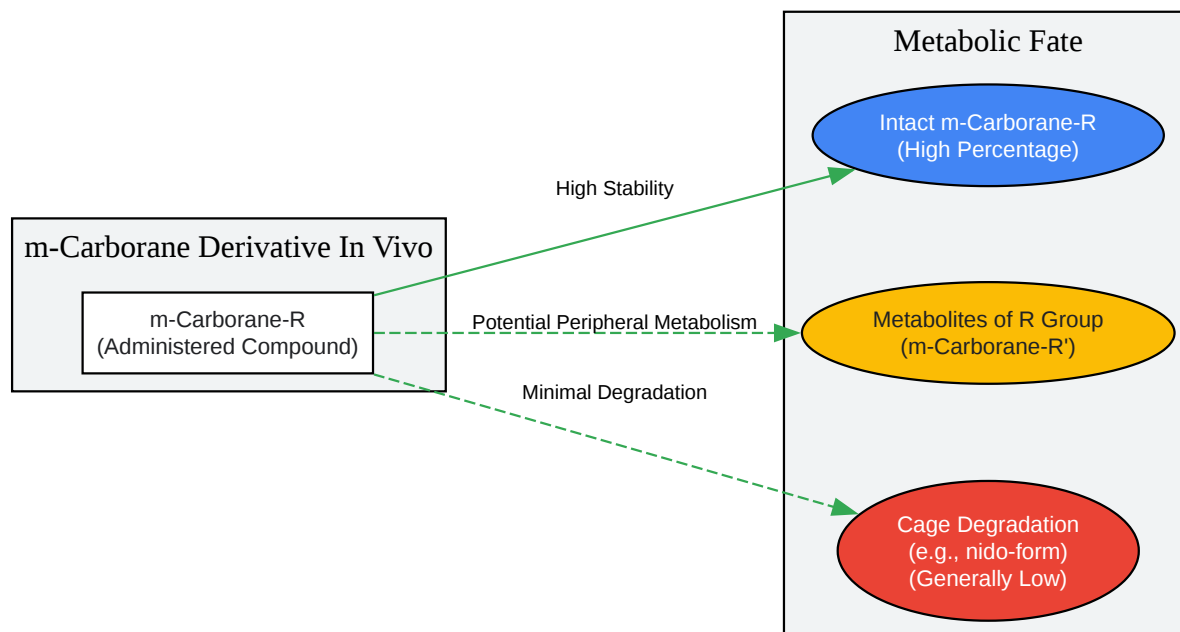 Metabolic Fate
Intact m-Carborane-R
(High Percentage)
High Stability
m-Carborane Derivative In Vivo
m-Carborane-R
(Administered Compound)
Potential Peripheral Metabolism
Metabolites of R Group
(m-Carborane-R')
Minimal Degradation
Cage Degradation
(e.g., nido-form)
(Generally Low)